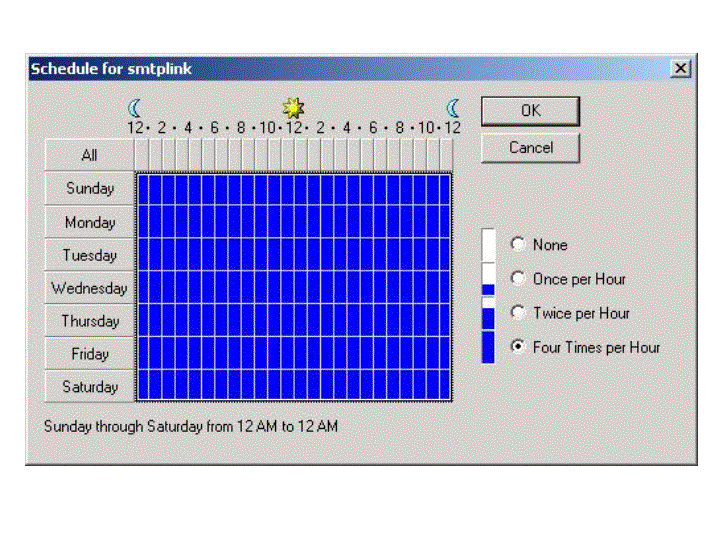 Schedule for smtplink
12 · 2 · 4 · 6 · 8 · 10 · 12 · 2 · 4 · 6 · 8 · 10 · 12
OK
Cancel
All
Sunday
Monday
Tuesday
Wednesday
Thursday
Friday
Saturday
None
Once per Hour
Twice per Hour
Four Times per Hour
Sunday through Saturday from 12 AM to 12 AM